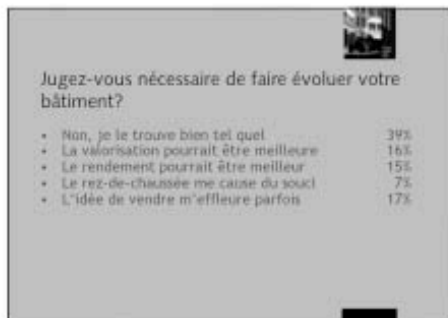 Jugez-vous nécessaire de faire évoluer votre
bâtiment?
• Non, je le trouve bien tel quel 39%
• La valorisation pourrait être meilleure 16%
• Le rendement pourrait être meilleur 15%
• Le rez-de-chaussée me cause du souci 7%
• L'idée de vendre m'effleure parfois 17%